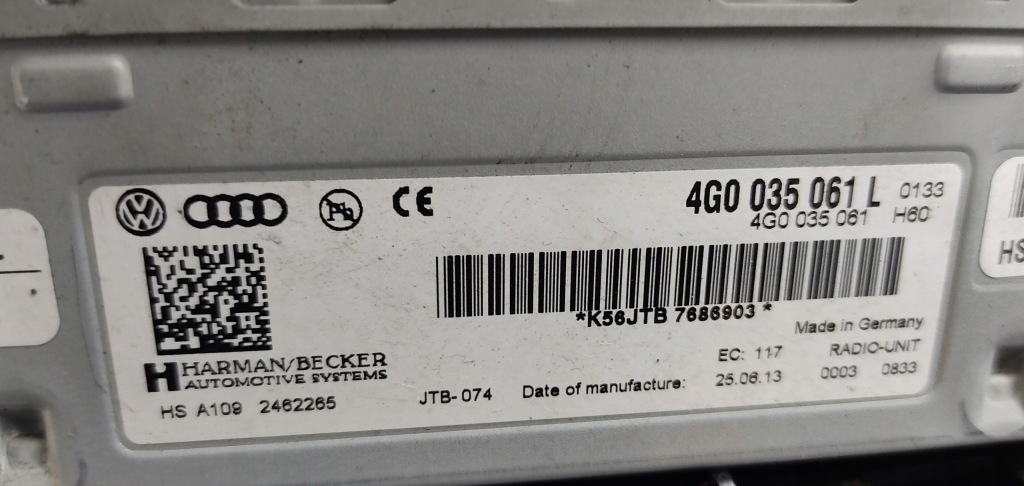 4G0 035 061 L 0133
4G0 035 061 H60
*K56JTB 7686903*
Made in Germany
HARMAN/BECKER
AUTOMOTIVE SYSTEMS
EC: 117 RADIO-UNIT
JTB-074 Date of manufacture: 25.06.13 0003 0833
HS A109 2462265
Pb
CE
HS